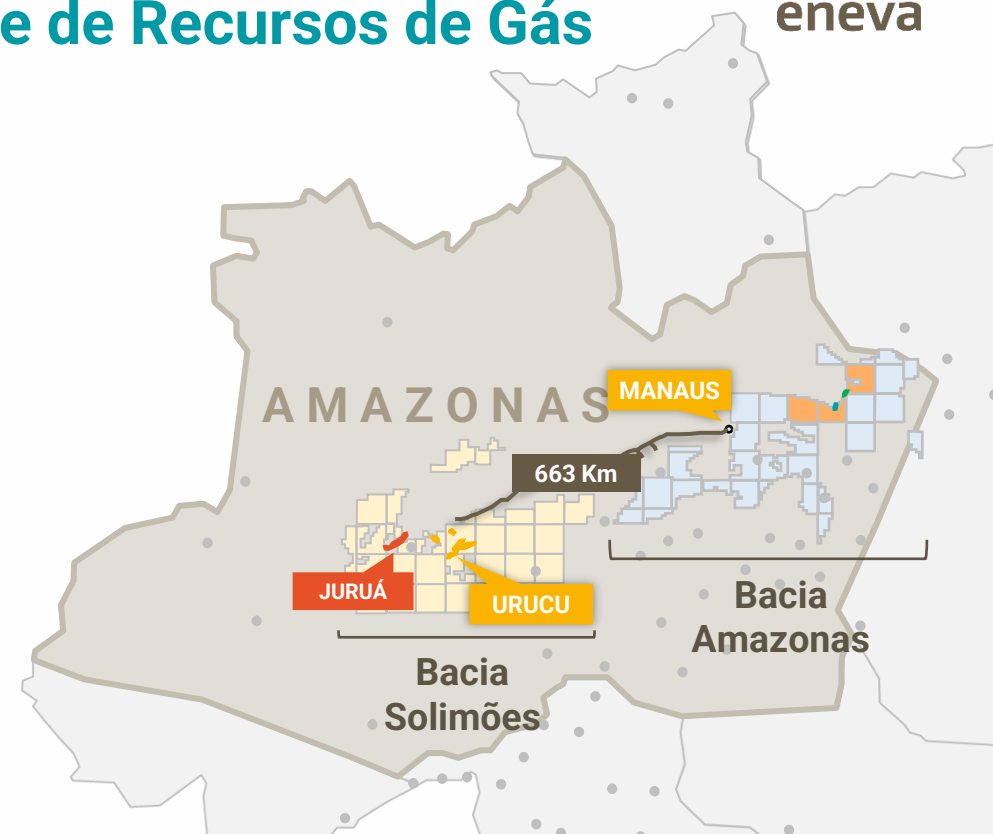 e de Recursos de Gás
eneva
AMAZONAS
MANAUS
663 Km
JURUÁ
URUCU
Bacia
Solimões
Bacia
Amazonas